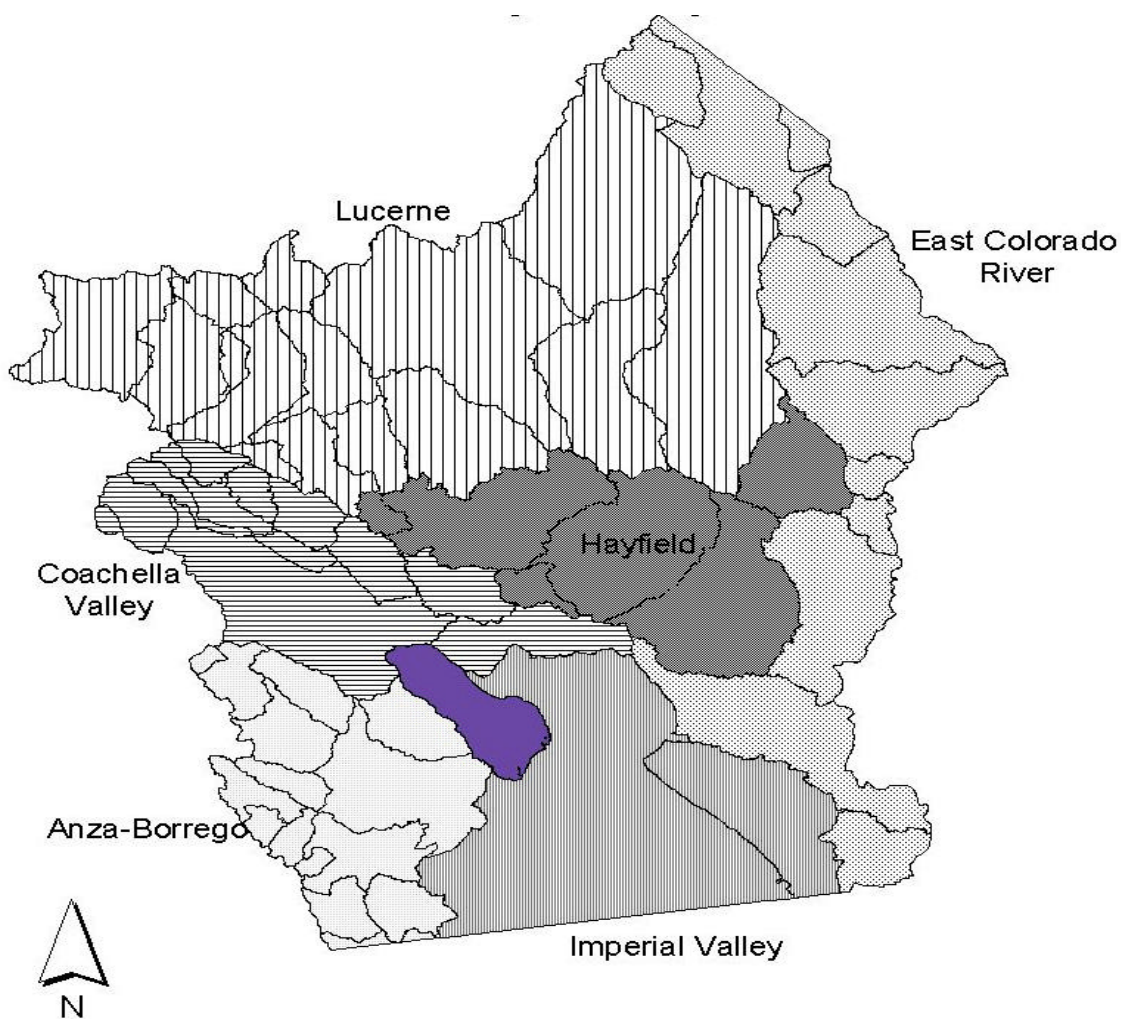 Lucerne
East Colorado
River
Hayfield
Coachella
Valley
Anza-Borrego
Imperial Valley
N